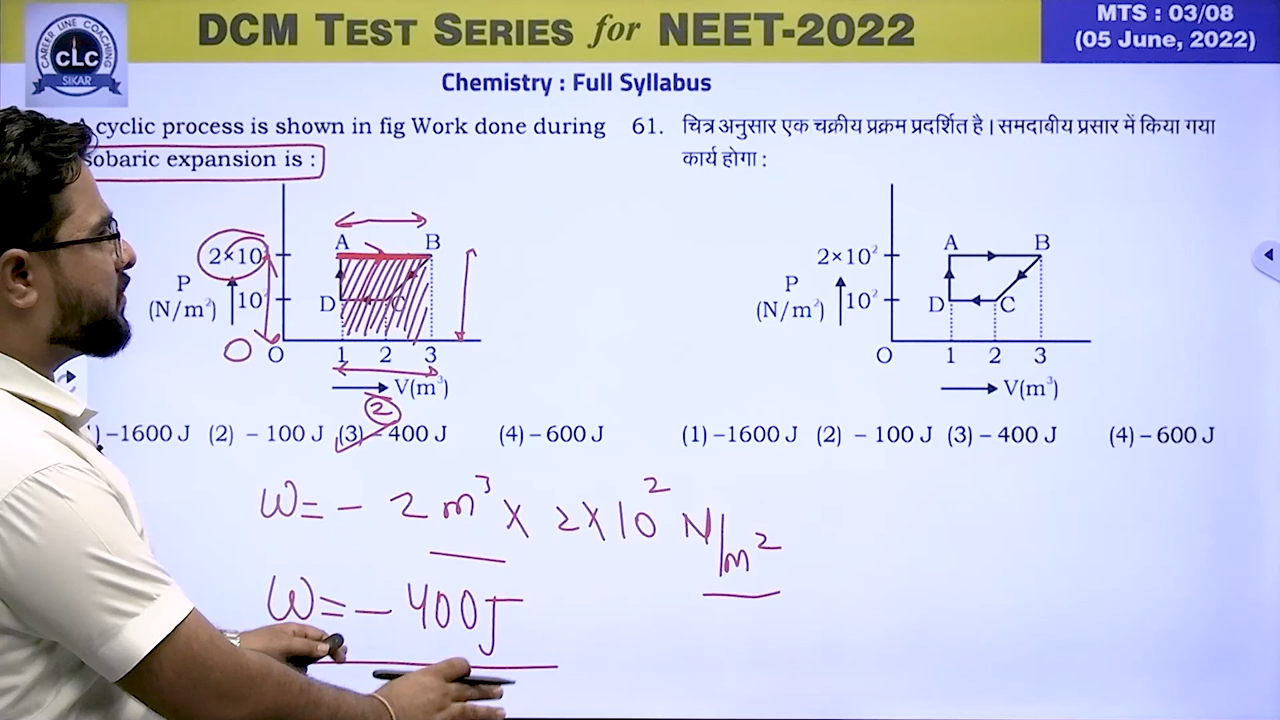 DCM TEST SERIES for NEET-2022
MTS : 03/08
(05 June, 2022)
CAREER LINE COACHING
CLC
SIKAR
Chemistry : Full Syllabus
A cyclic process is shown in fig Work done during
sobaric expansion is :
A B
2×10
P
(N/m²)
10²
D C
O O 1 2 3
V(m³)
2
) –1600 J (2) – 100 J (3) – 400 J (4) – 600 J
W = – 2 m³ × 2×10² N/m²
W = – 400 J
61. चित्र अनुसार एक चक्रीय प्रक्रम प्रदर्शित है। समदाबीय प्रसार में किया गया
कार्य होगा :
A B
2×10²
P
(N/m²)
10²
D C
O 1 2 3
V(m³)
(1) –1600 J (2) – 100 J (3) – 400 J (4) – 600 J